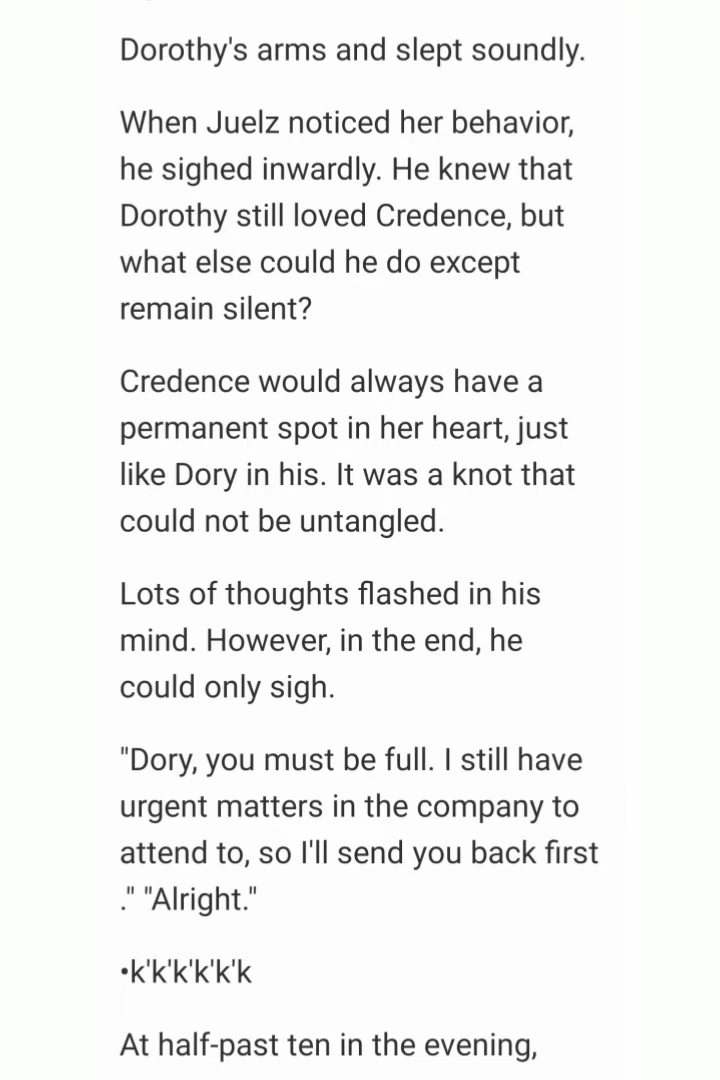 Dorothy's arms and slept soundly.
When Juelz noticed her behavior,
he sighed inwardly. He knew that
Dorothy still loved Credence, but
what else could he do except
remain silent?
Credence would always have a
permanent spot in her heart, just
like Dory in his. It was a knot that
could not be untangled.
Lots of thoughts flashed in his
mind. However, in the end, he
could only sigh.
"Dory, you must be full. I still have
urgent matters in the company to
attend to, so I'll send you back first
." "Alright."
•k'k'k'k'k'k
At half-past ten in the evening,